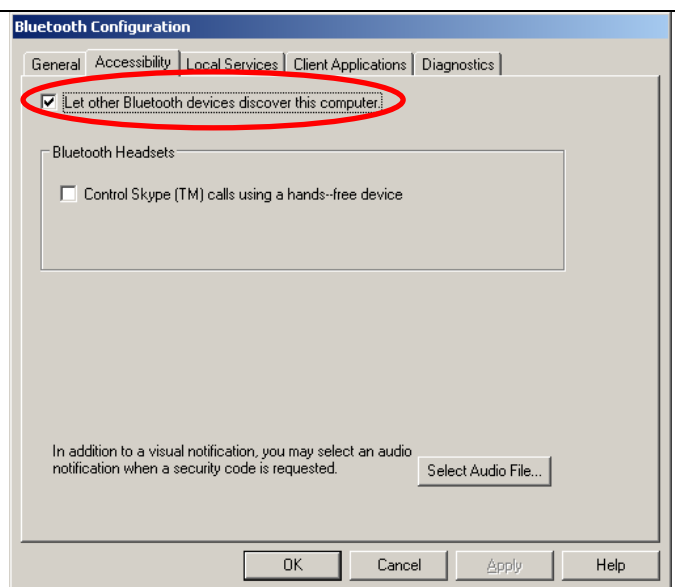 Bluetooth Configuration
General Accessibility Local Services Client Applications Diagnostics
Let other Bluetooth devices discover this computer.
Bluetooth Headsets
Control Skype (TM) calls using a hands--free device
In addition to a visual notification, you may select an audio
notification when a security code is requested.
Select Audio File...
OK Cancel Apply Help